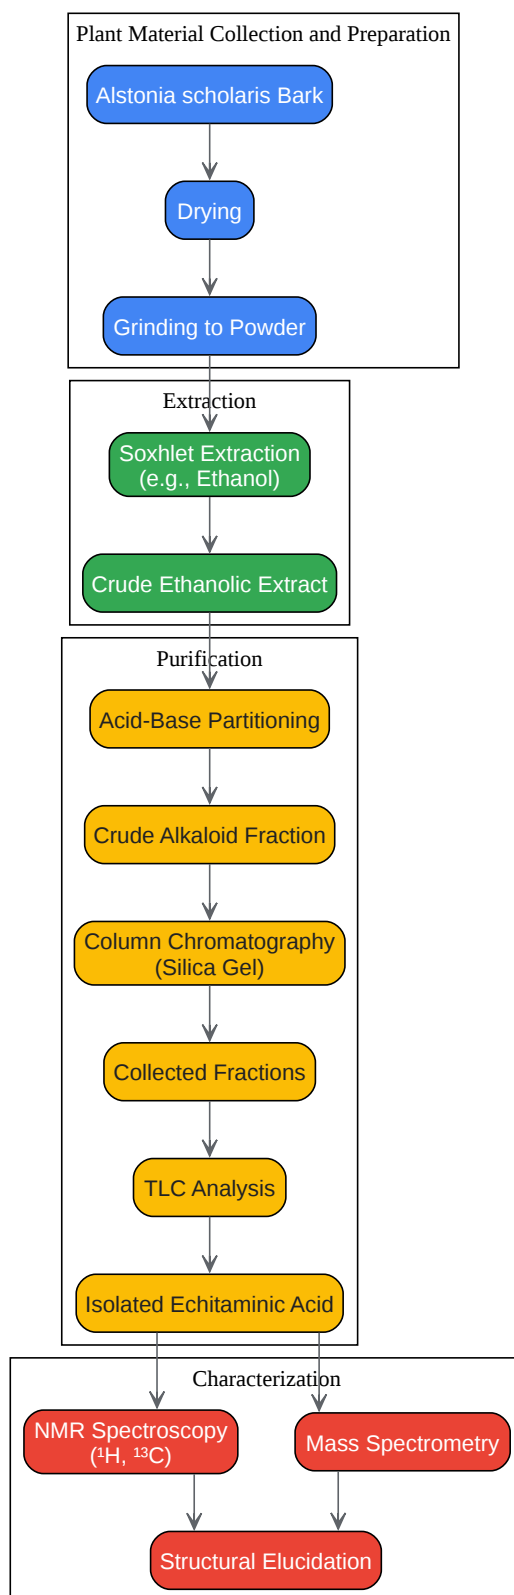 Plant Material Collection and Preparation
Alstonia scholaris Bark
Drying
Grinding to Powder
Extraction
Soxhlet Extraction
(e.g., Ethanol)
Crude Ethanolic Extract
Purification
Acid-Base Partitioning
Crude Alkaloid Fraction
Column Chromatography
(Silica Gel)
Collected Fractions
TLC Analysis
Isolated Echitaminic Acid
Characterization
NMR Spectroscopy
(¹H, ¹³C)
Mass Spectrometry
Structural Elucidation